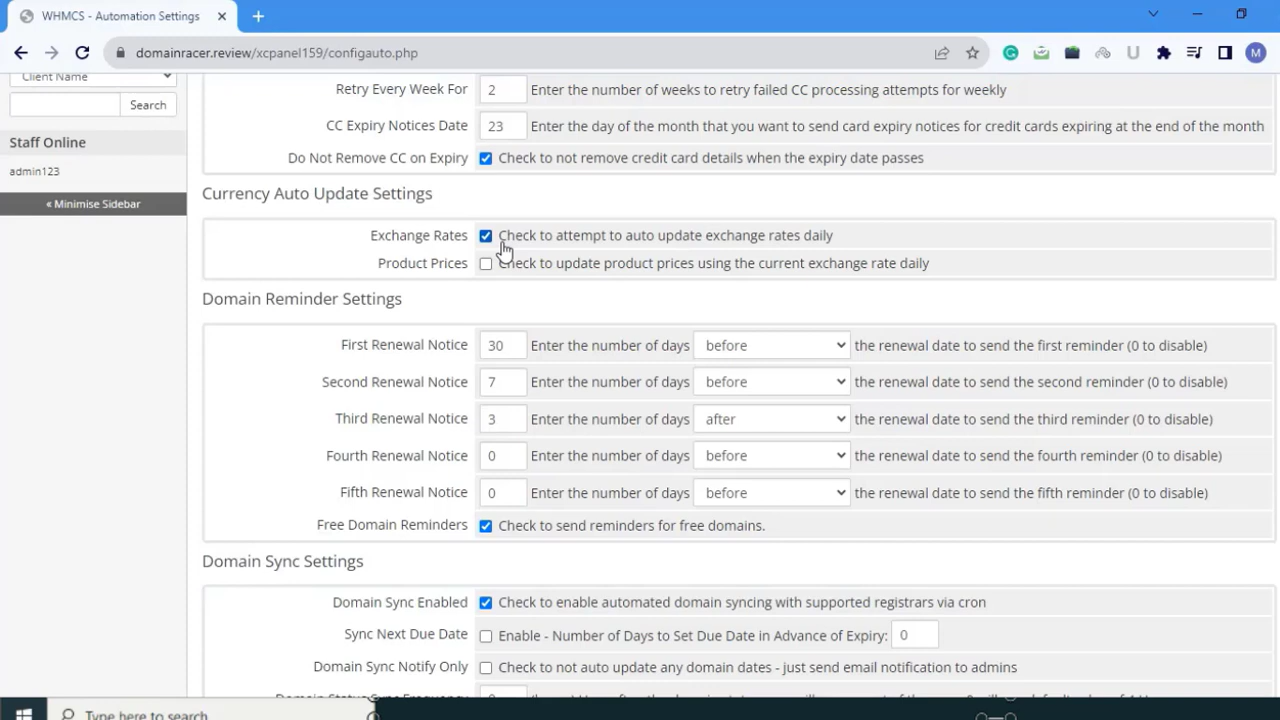 WHMCS - Automation Settings
domainracer.review/xcpanel159/configauto.php
M
Client Name
Search
Staff Online
admin123
« Minimise Sidebar
Retry Every Week For 2 Enter the number of weeks to retry failed CC processing attempts for weekly
CC Expiry Notices Date 23 Enter the day of the month that you want to send card expiry notices for credit cards expiring at the end of the month
Do Not Remove CC on Expiry Check to not remove credit card details when the expiry date passes
Currency Auto Update Settings
Exchange Rates Check to attempt to auto update exchange rates daily
Product Prices Check to update product prices using the current exchange rate daily
Domain Reminder Settings
First Renewal Notice 30 Enter the number of days before the renewal date to send the first reminder (0 to disable)
Second Renewal Notice 7 Enter the number of days before the renewal date to send the second reminder (0 to disable)
Third Renewal Notice 3 Enter the number of days after the renewal date to send the third reminder (0 to disable)
Fourth Renewal Notice 0 Enter the number of days before the renewal date to send the fourth reminder (0 to disable)
Fifth Renewal Notice 0 Enter the number of days before the renewal date to send the fifth reminder (0 to disable)
Free Domain Reminders Check to send reminders for free domains.
Domain Sync Settings
Domain Sync Enabled Check to enable automated domain syncing with supported registrars via cron
Sync Next Due Date Enable - Number of Days to Set Due Date in Advance of Expiry: 0
Domain Sync Notify Only Check to not auto update any domain dates - just send email notification to admins
Domain Status Sync Frequency
Type here to search